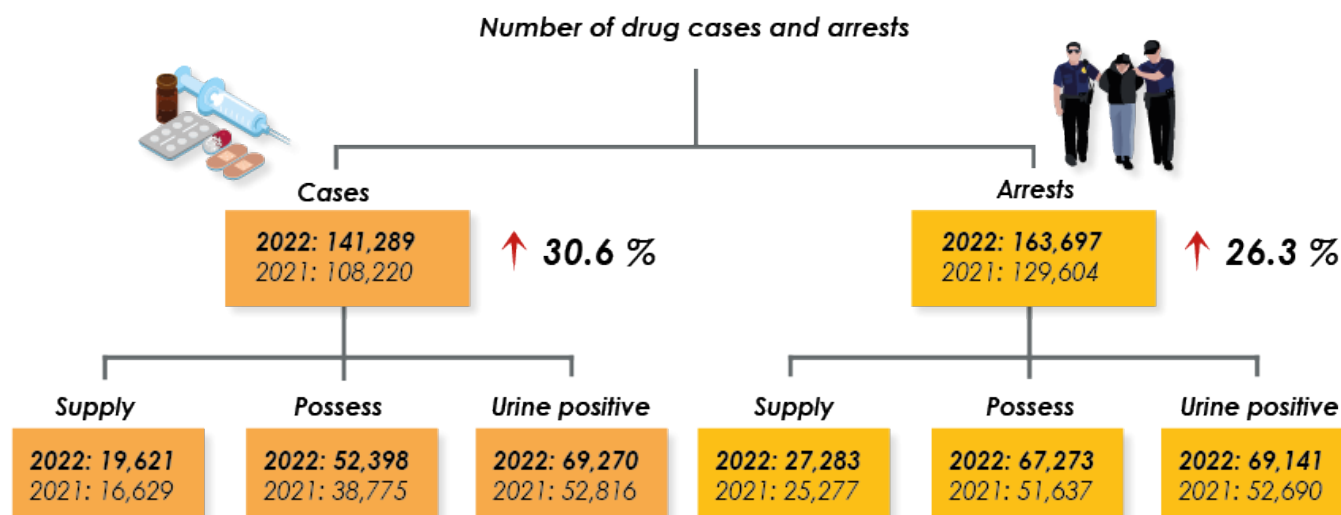 Number of drug cases and arrests
Cases
2022: 141,289
2021: 108,220
30.6 %
Arrests
2022: 163,697
2021: 129,604
26.3 %
Supply
2022: 19,621
2021: 16,629
Possess
2022: 52,398
2021: 38,775
Urine positive
2022: 69,270
2021: 52,816
Supply
2022: 27,283
2021: 25,277
Possess
2022: 67,273
2021: 51,637
Urine positive
2022: 69,141
2021: 52,690